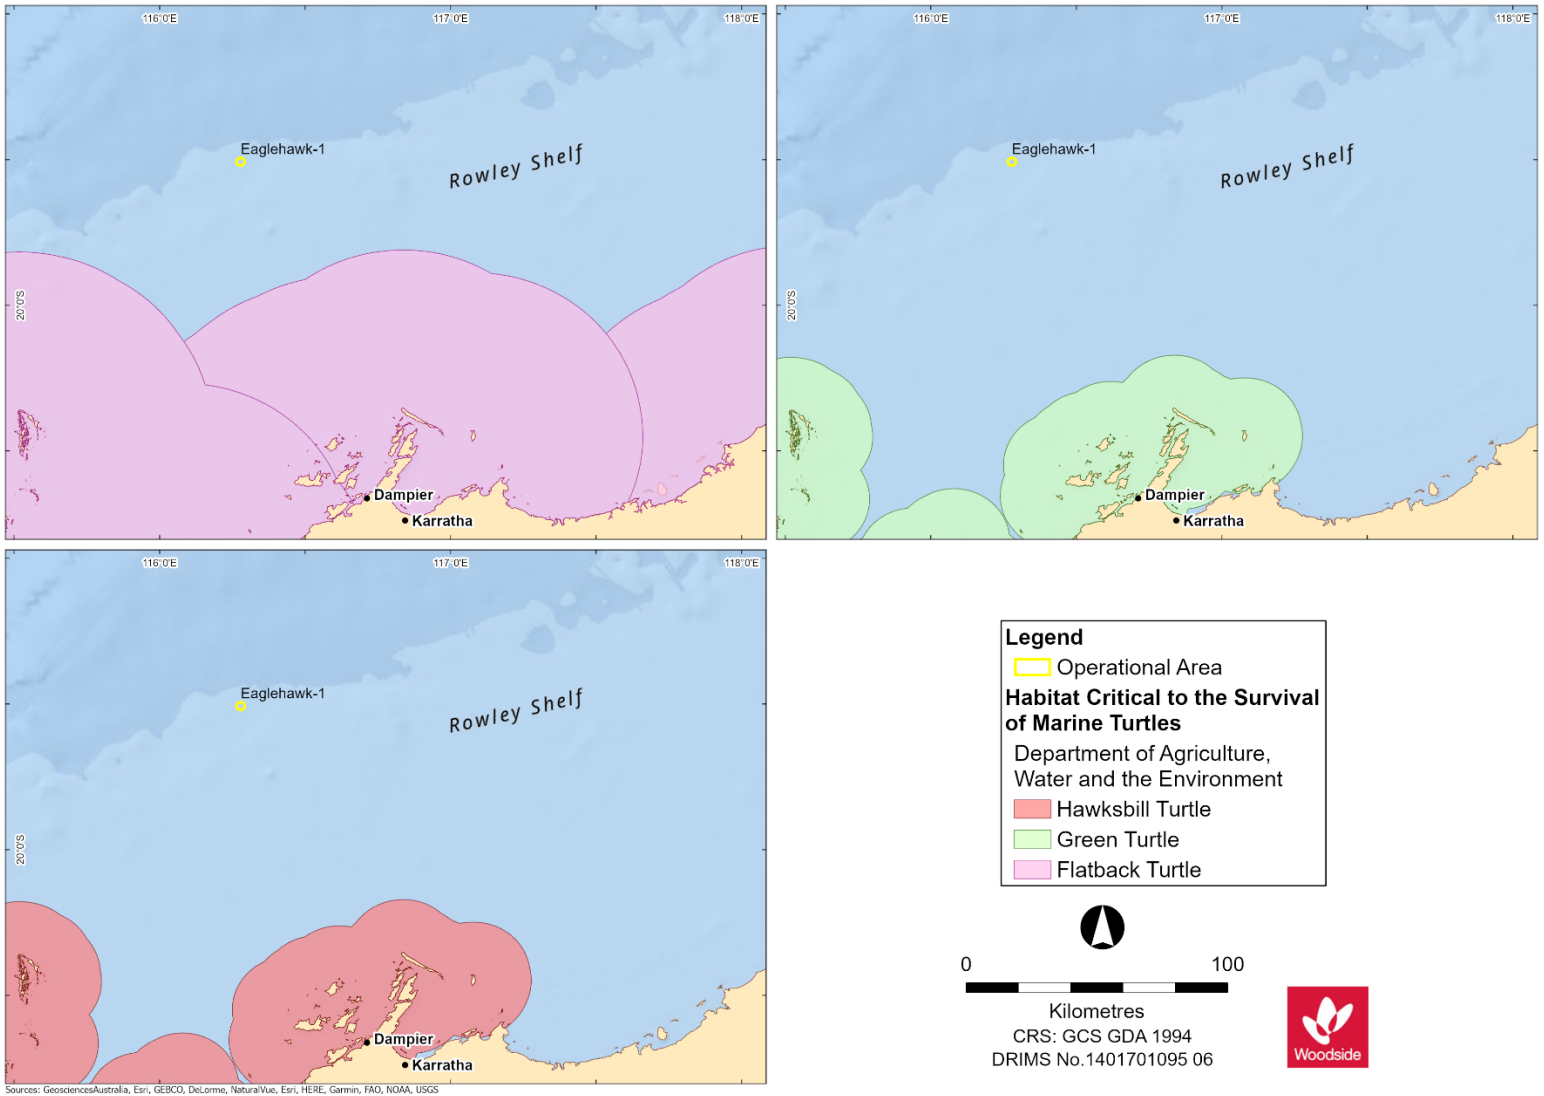 116°0'E
117°0'E
118°0'E
Eaglehawk-1
Rowley Shelf
20°0'S
Dampier
Karratha
116°0'E
117°0'E
118°0'E
Eaglehawk-1
Rowley Shelf
20°0'S
Dampier
Karratha
116°0'E
117°0'E
118°0'E
Eaglehawk-1
Rowley Shelf
20°0'S
Dampier
Karratha
Sources: GeosciencesAustralia, Esri, GEBCO, DeLorme, NaturalVue, Esri, HERE, Garmin, FAO, NOAA, USGS
Legend
Operational Area
Habitat Critical to the Survival
of Marine Turtles
Department of Agriculture,
Water and the Environment
Hawksbill Turtle
Green Turtle
Flatback Turtle
0 100
Kilometres
CRS: GCS GDA 1994
DRIMS No.1401701095 06
Woodside